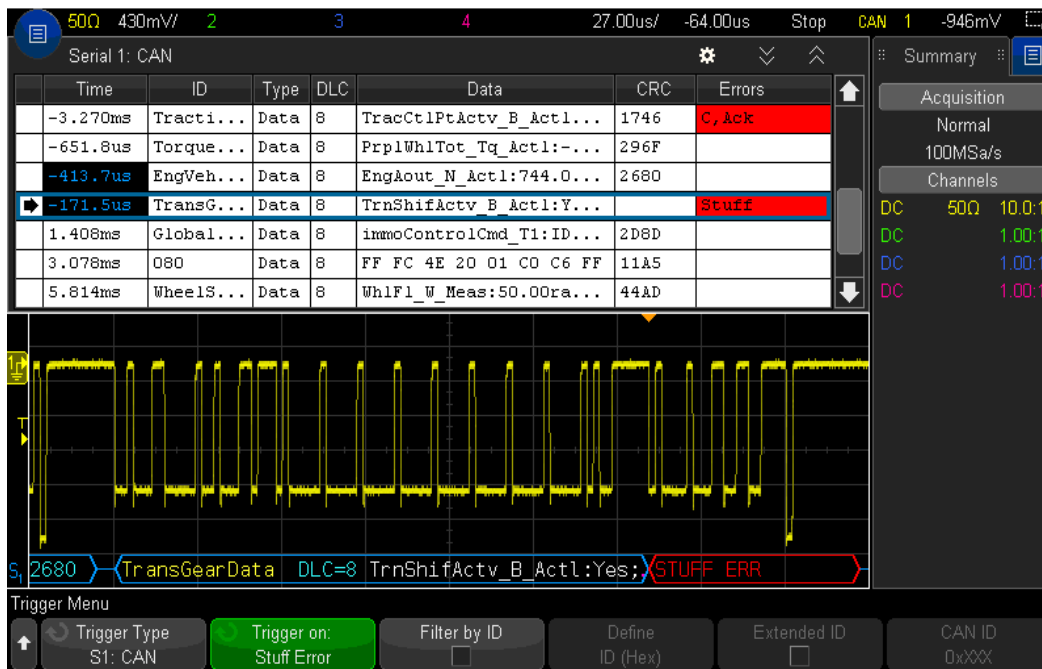 50Ω 430mV/ 2 3 4 27.00us/ -64.00us Stop CAN 1 -946mV
Serial 1: CAN
Summary
Time ID Type DLC Data CRC Errors
-3.270ms Tracti... Data 8 TracCtlPtActv_B_Actl... 1746 C,Ack
-651.8us Torque... Data 8 PrplWhlTot_Tq_Actl:-... 296F
-413.7us EngVeh... Data 8 EngAout_N_Actl:744.0... 2680
-171.5us TransG... Data 8 TrnShifActv_B_Actl:Y... Stuff
1.408ms Global... Data 8 immoControlCmd_T1:ID... 2D8D
3.078ms 080 Data 8 FF FC 4E 20 01 C0 C6 FF 11A5
5.814ms WheelS... Data 8 WhlFl_W_Meas:50.00ra... 44AD
Acquisition
Normal
100MSa/s
Channels
DC 50Ω 10.0:1
DC 1.00:1
DC 1.00:1
DC 1.00:1
1
T
S1 2680 TransGearData DLC=8 TrnShifActv_B_Actl:Yes; STUFF ERR
Trigger Menu
Trigger Type
S1: CAN
Trigger on:
Stuff Error
Filter by ID
Define
ID (Hex)
Extended ID
CAN ID
0xXXX